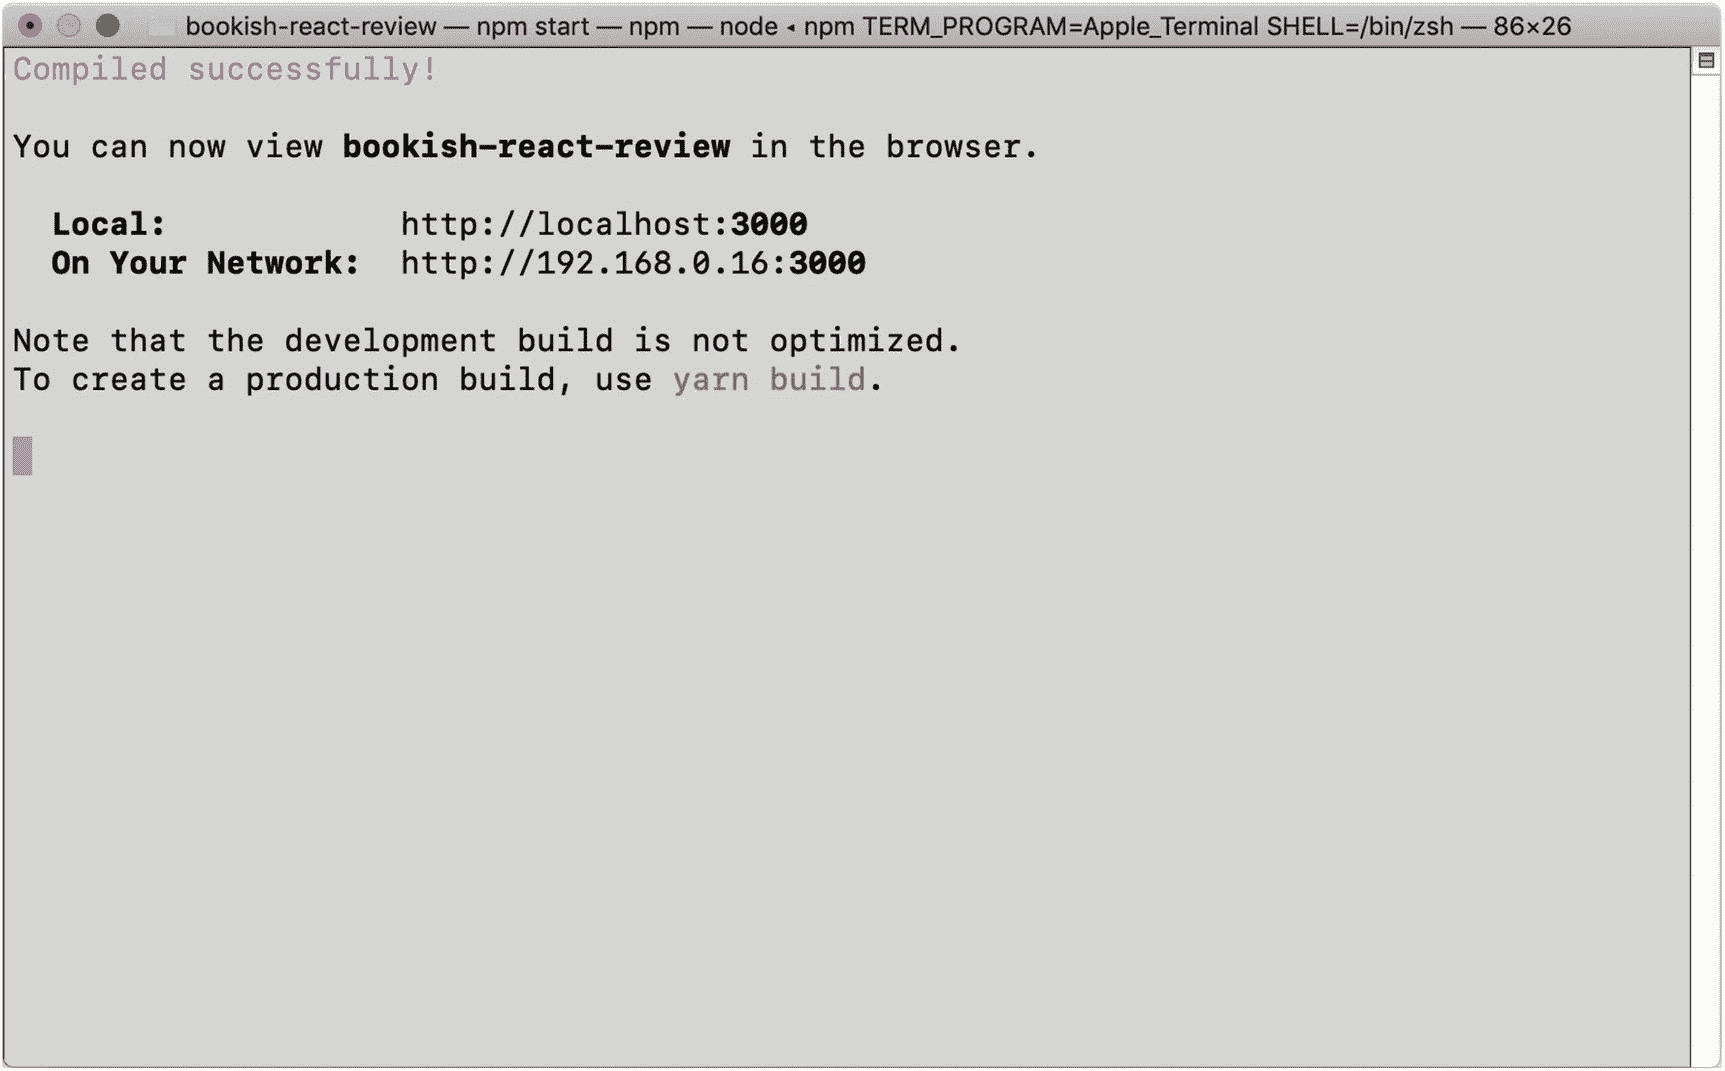 bookish-react-review — npm start — npm — node ◂ npm TERM_PROGRAM=Apple_Terminal SHELL=/bin/zsh — 86×26
Compiled successfully!
You can now view bookish-react-review in the browser.
Local: http://localhost:3000
On Your Network: http://192.168.0.16:3000
Note that the development build is not optimized.
To create a production build, use yarn build.